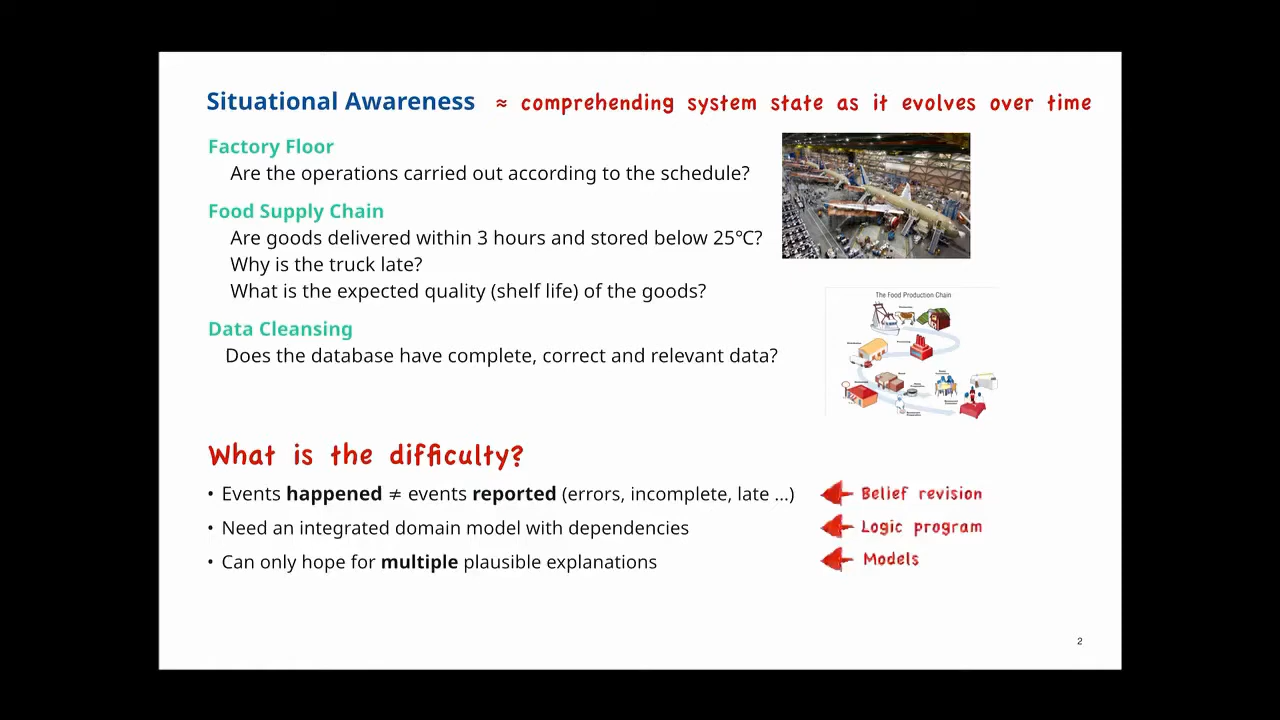 Situational Awareness ≈ comprehending system state as it evolves over time
Factory Floor
Are the operations carried out according to the schedule?
Food Supply Chain
Are goods delivered within 3 hours and stored below 25℃?
Why is the truck late?
What is the expected quality (shelf life) of the goods?
Data Cleansing
Does the database have complete, correct and relevant data?
The Food Production Chain
What is the difficulty?
• Events happened ≠ events reported (errors, incomplete, late ...) Belief revision
• Need an integrated domain model with dependencies Logic program
• Can only hope for multiple plausible explanations Models
2